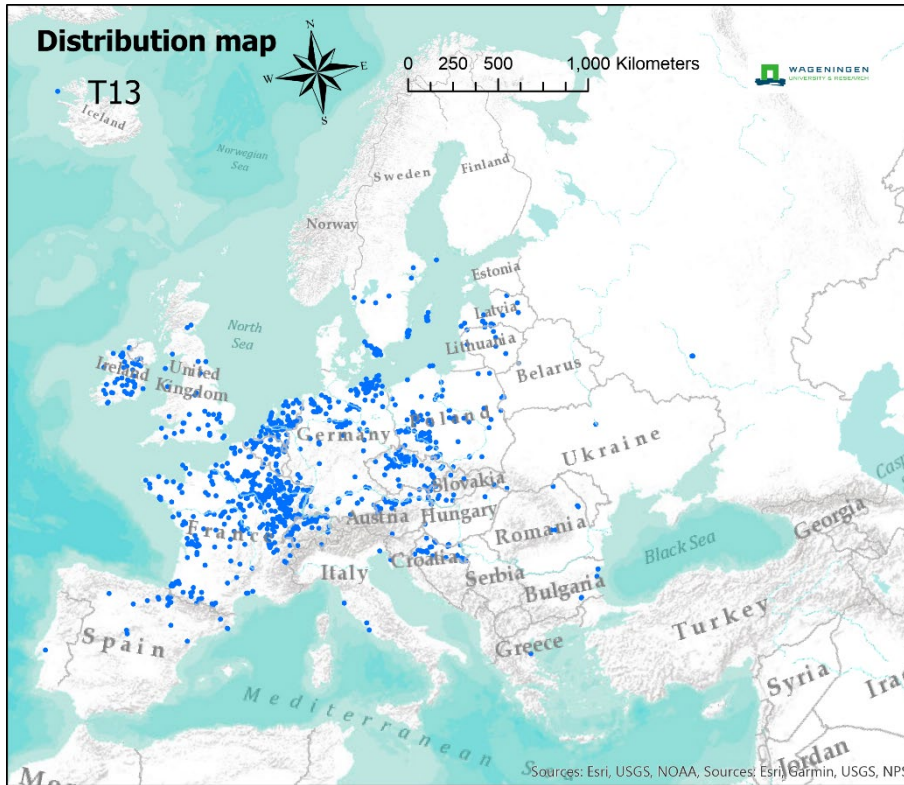 Distribution map
N
E
W
S
0 250 500 1,000 Kilometers
WAGENINGEN
UNIVERSITY & RESEARCH
T13
Iceland
Norwegian
Sea
Sweden
Finland
Norway
Estonia
North
Sea
Latvia
Lithuania
Ireland
United
Kingdom
Belarus
Poland
Germany
Ukraine
Slovakia
Casp
France
Austria
Hungary
Romania
Georgia
Croatia
Black Sea
Italy
Serbia
Bulgaria
Spain
Turkey
Greece
Syria
Iraq
Mediterranean S
Jordan
Mo
Sources: Esri, USGS, NOAA, Sources: Esri, Garmin, USGS, NPS